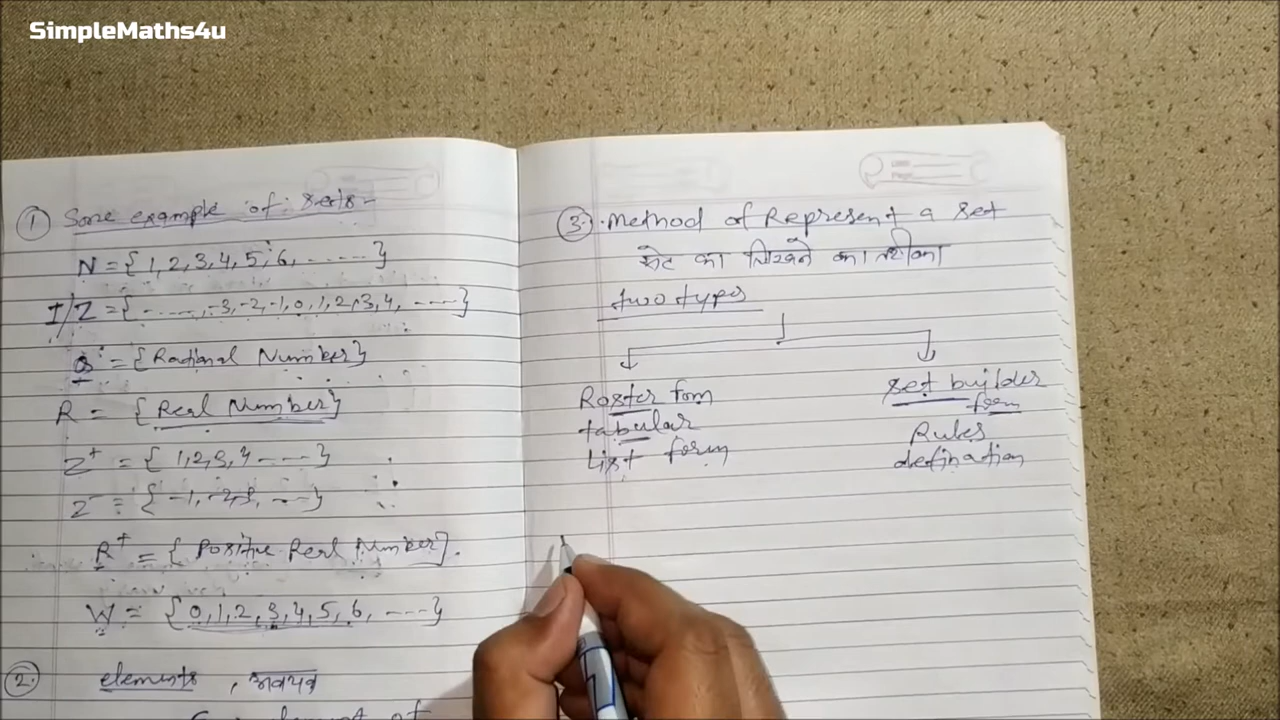 SimpleMaths4u
① Some example of sets-
N = { 1, 2, 3, 4, 5, 6, ....... }
I/Z = { ......, -3, -2, -1, 0, 1, 2, 3, 4, ...... }
Q = { Rational Number }
R = { Real Number }
Z⁺ = { 1, 2, 3, 4 ...... }
Z⁻ = { -1, -2, -3, ..... }
R⁺ = { Positive Real Number }.
W = { 0, 1, 2, 3, 4, 5, 6, ..... }
② elements , अवयव
element of
③ Method of Represent a set
सेट का लिखने का तरीका
two types
Roster fom
tabular
List form
set builder
form
Rules
defination